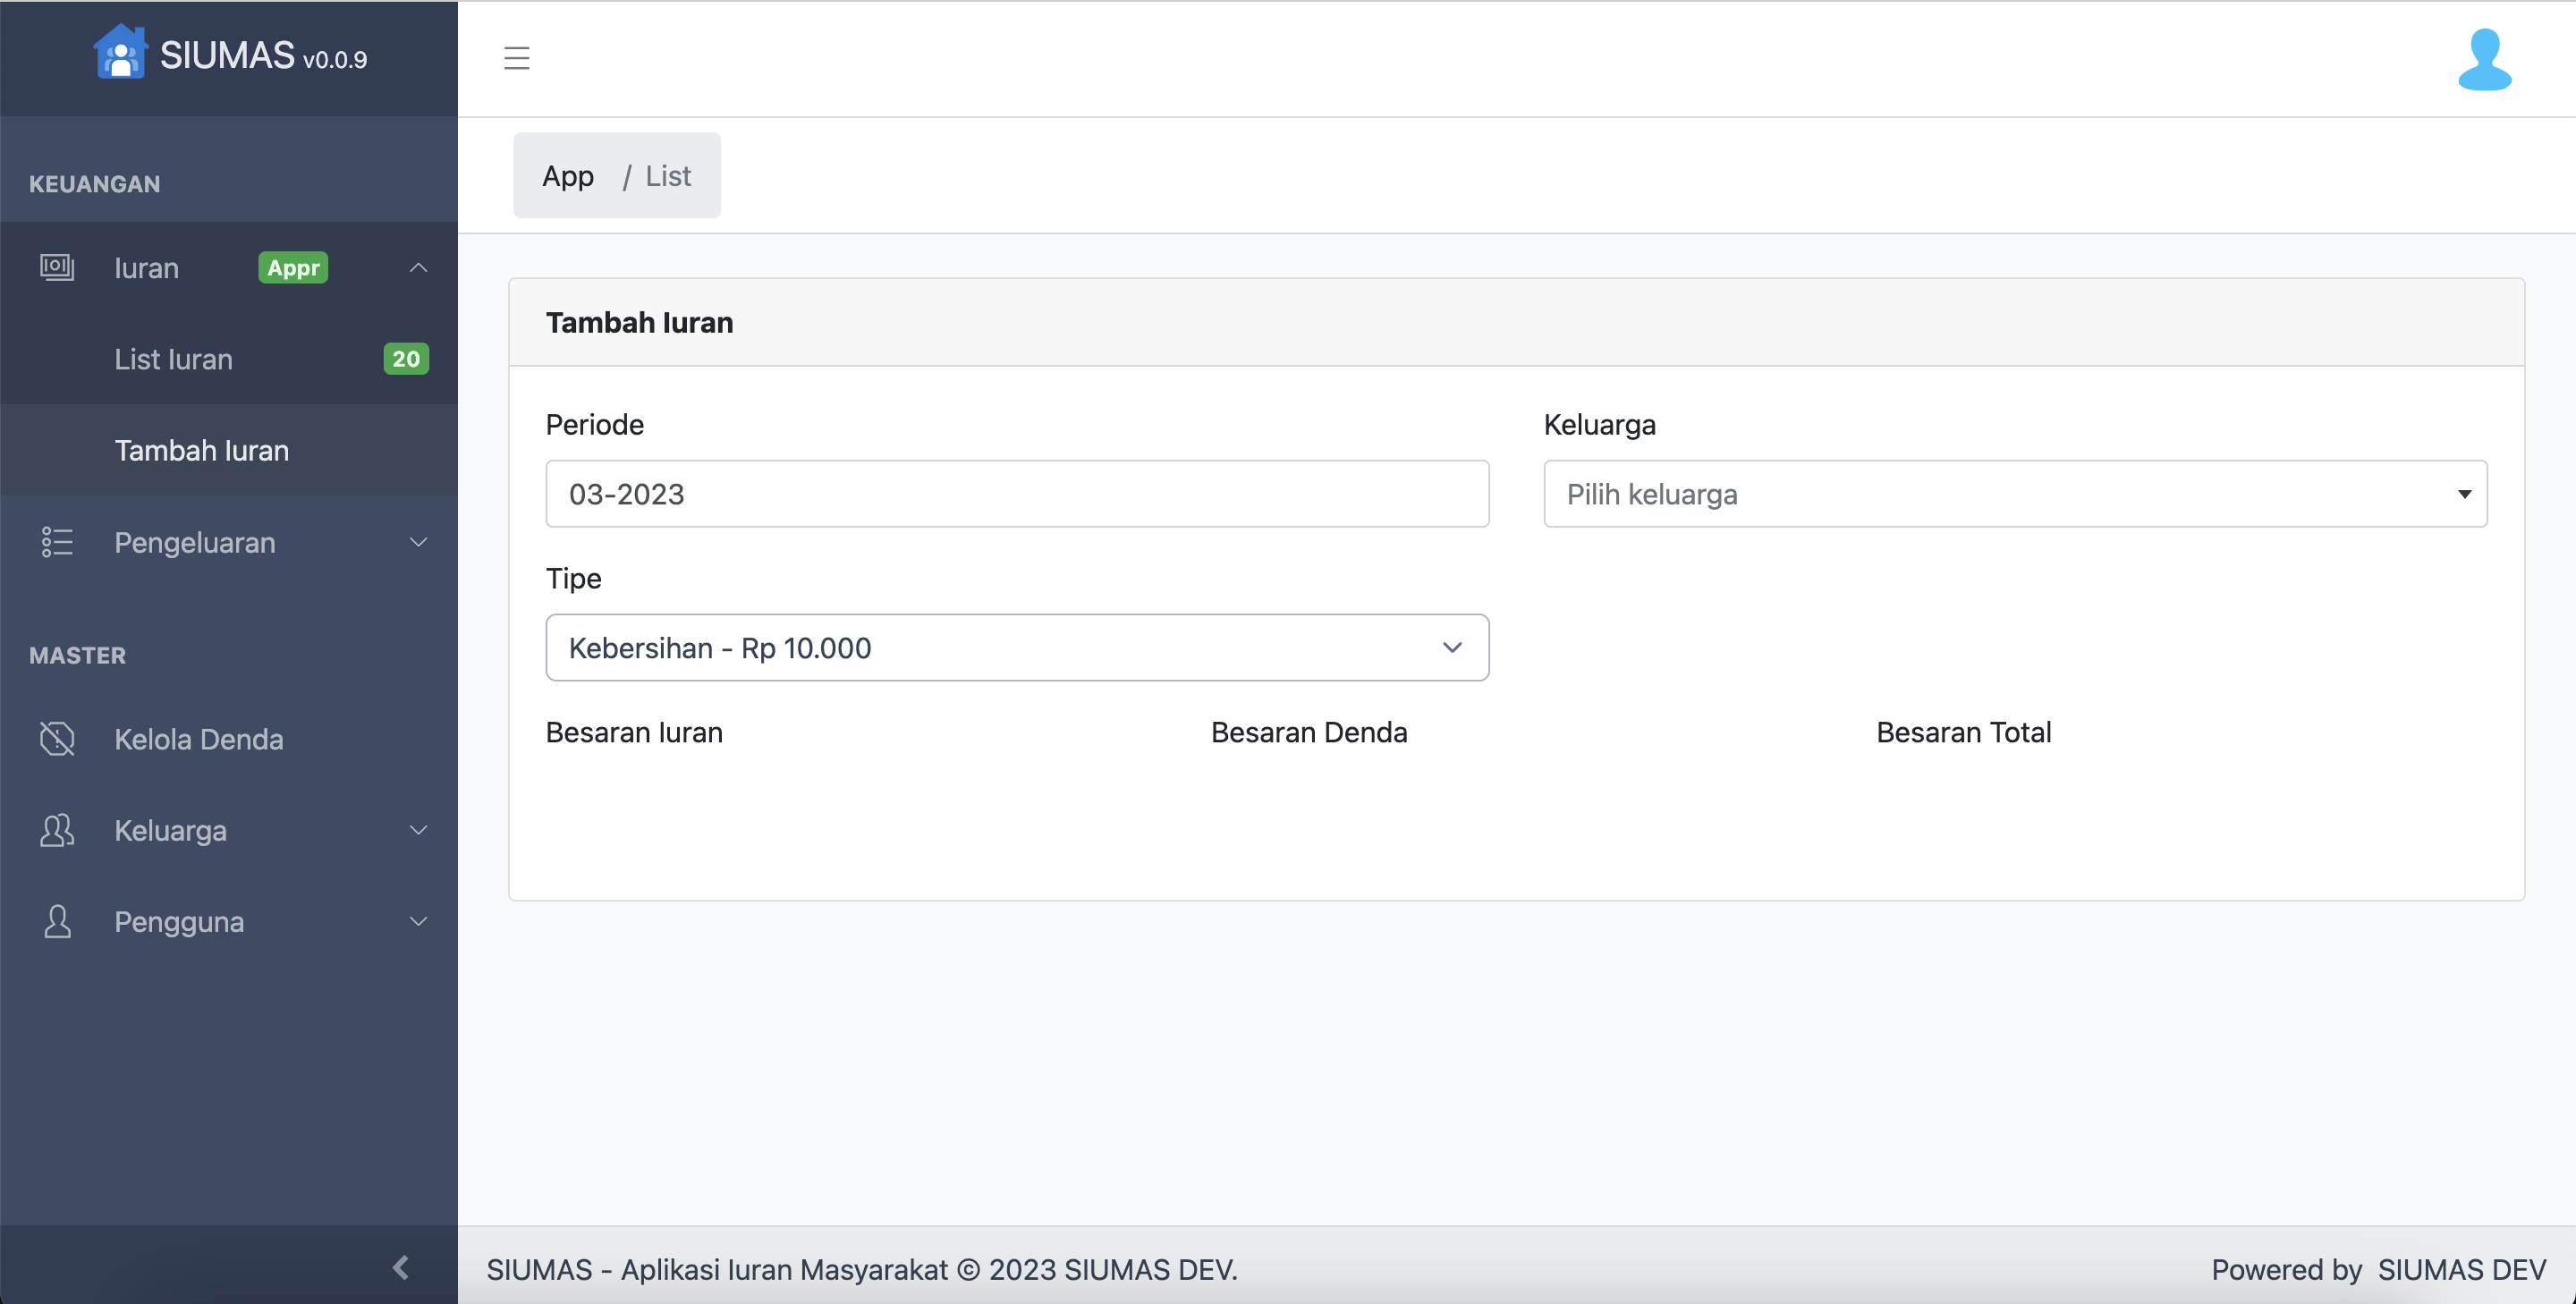 SIUMAS v0.0.9
KEUANGAN
Iuran Appr
List Iuran 20
Tambah Iuran
Pengeluaran
MASTER
Kelola Denda
Keluarga
Pengguna
App / List
Tambah Iuran
Periode
03-2023
Keluarga
Pilih keluarga
Tipe
Kebersihan - Rp 10.000
Besaran Iuran
Besaran Denda
Besaran Total
SIUMAS - Aplikasi Iuran Masyarakat © 2023 SIUMAS DEV.
Powered by SIUMAS DEV